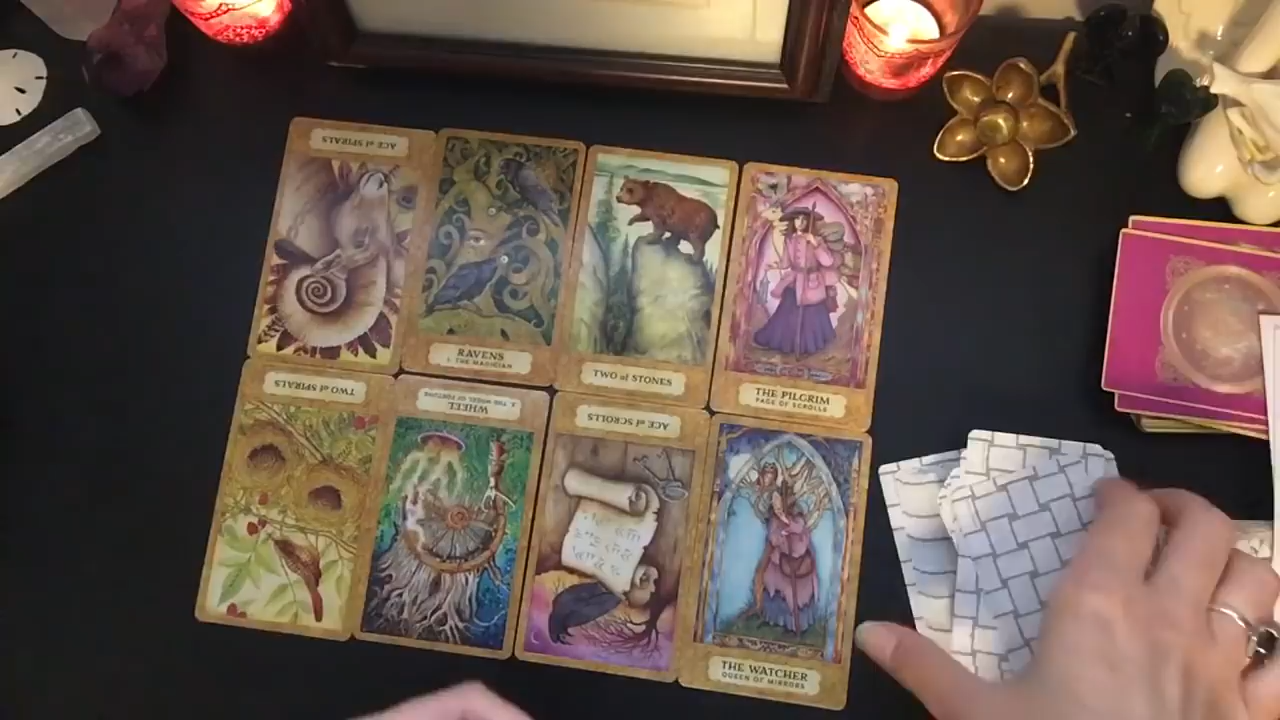 ACE of SPIRALS
RAVENS
1. THE MAGICIAN
TWO of STONES
THE PILGRIM
PAGE OF SCROLLS
TWO of SPIRALS
WHEEL
X. THE WHEEL OF FORTUNE
ACE of SCROLLS
THE WATCHER
QUEEN OF MIRRORS